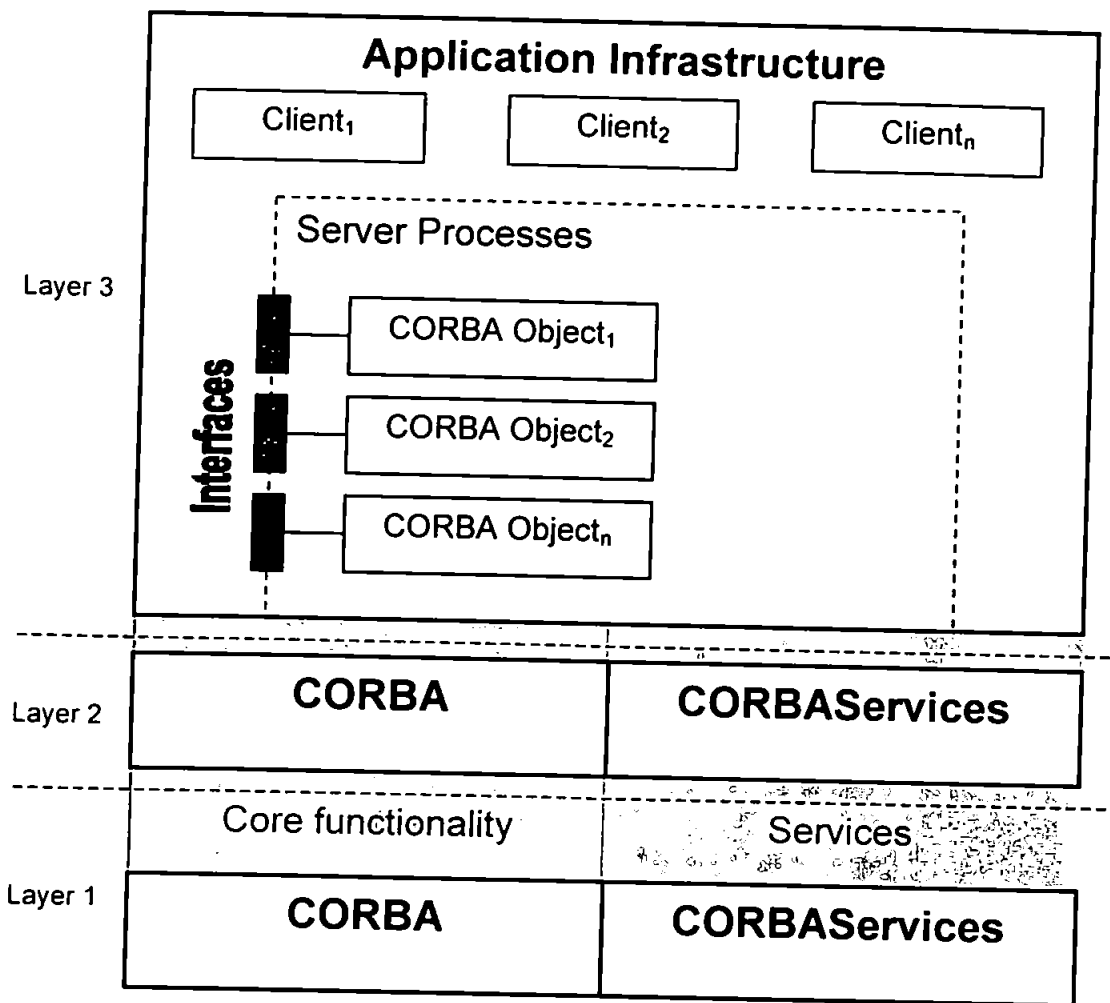 Application Infrastructure
Client₁
Client₂
Clientₙ
Server Processes
Layer 3
Interfaces
CORBA Object₁
CORBA Object₂
CORBA Objectₙ
Layer 2
CORBA
CORBAServices
Core functionality
Services
Layer 1
CORBA
CORBAServices